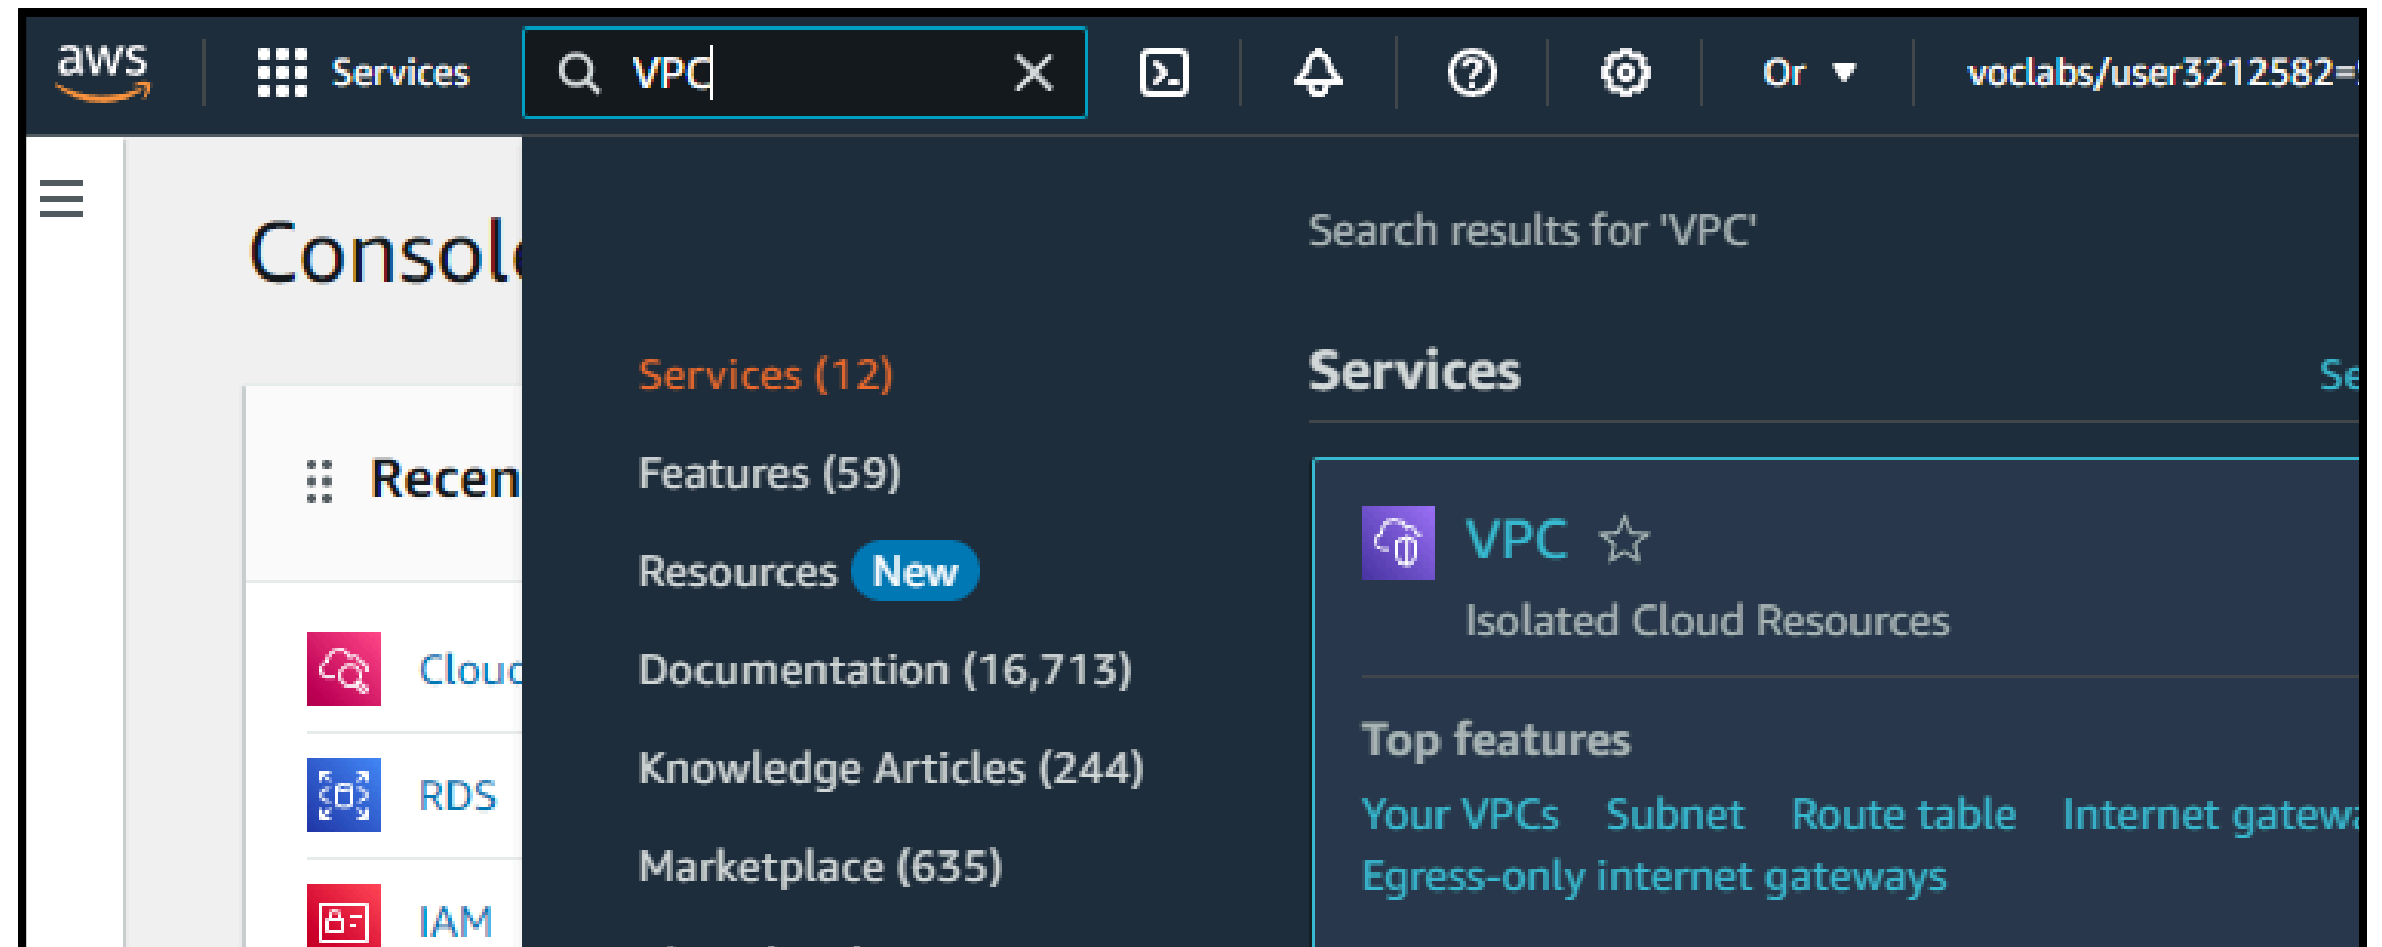 aws
Services
VPC
Or
voclabs/user3212582=
Search results for 'VPC'
Services (12)
Features (59)
Resources New
Documentation (16,713)
Knowledge Articles (244)
Marketplace (635)
Services
VPC
Isolated Cloud Resources
Top features
Your VPCs Subnet Route table
Internet
Egress-only internet gateways
RDS
IAM